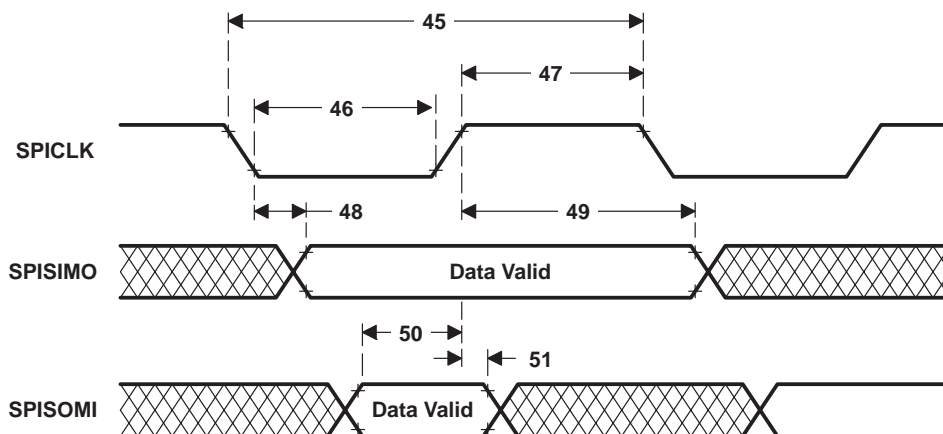 45
47
46
SPICLK
48
49
SPISIMO
Data Valid
50
51
SPISOMI
Data Valid